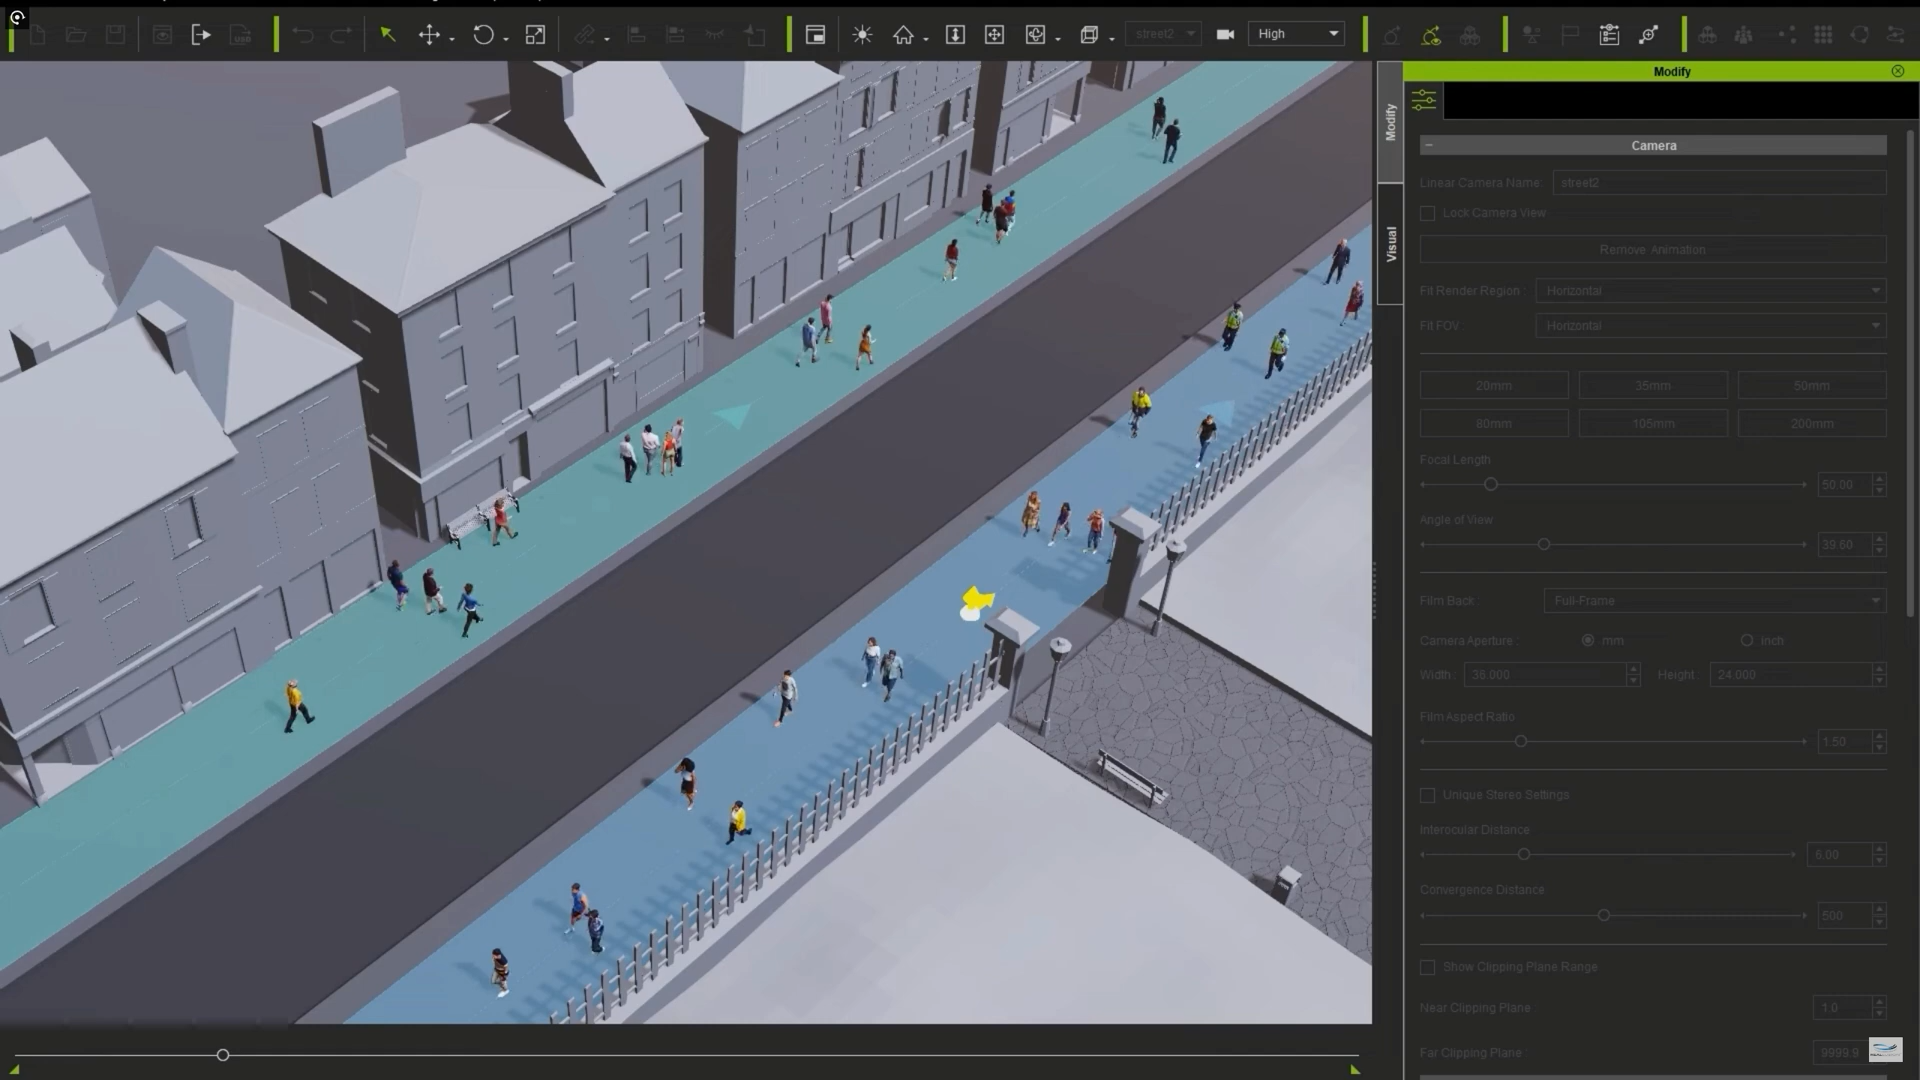 street2
High
Modify
Modify
Visual
Camera
Linear Camera Name: street2
Lock Camera View
Remove Animation
Fit Render Region : Horizontal
Fit FOV Horizontal
20mm 35mm 50mm
80mm 105mm 200mm
Focal Length
50.00
Angle of View
39.60
Film Back : Full-Frame
Camera Aperture : mm Inch
Width : 36.000 Height : 24.000
Film Aspect Ratio
1.50
Unique Stereo Settings
Interocular Distance
6.00
Convergence Distance
500
Show Clipping Plane Range
Near Clipping Plane : 1.0
Far Clipping Plane : 9999.9